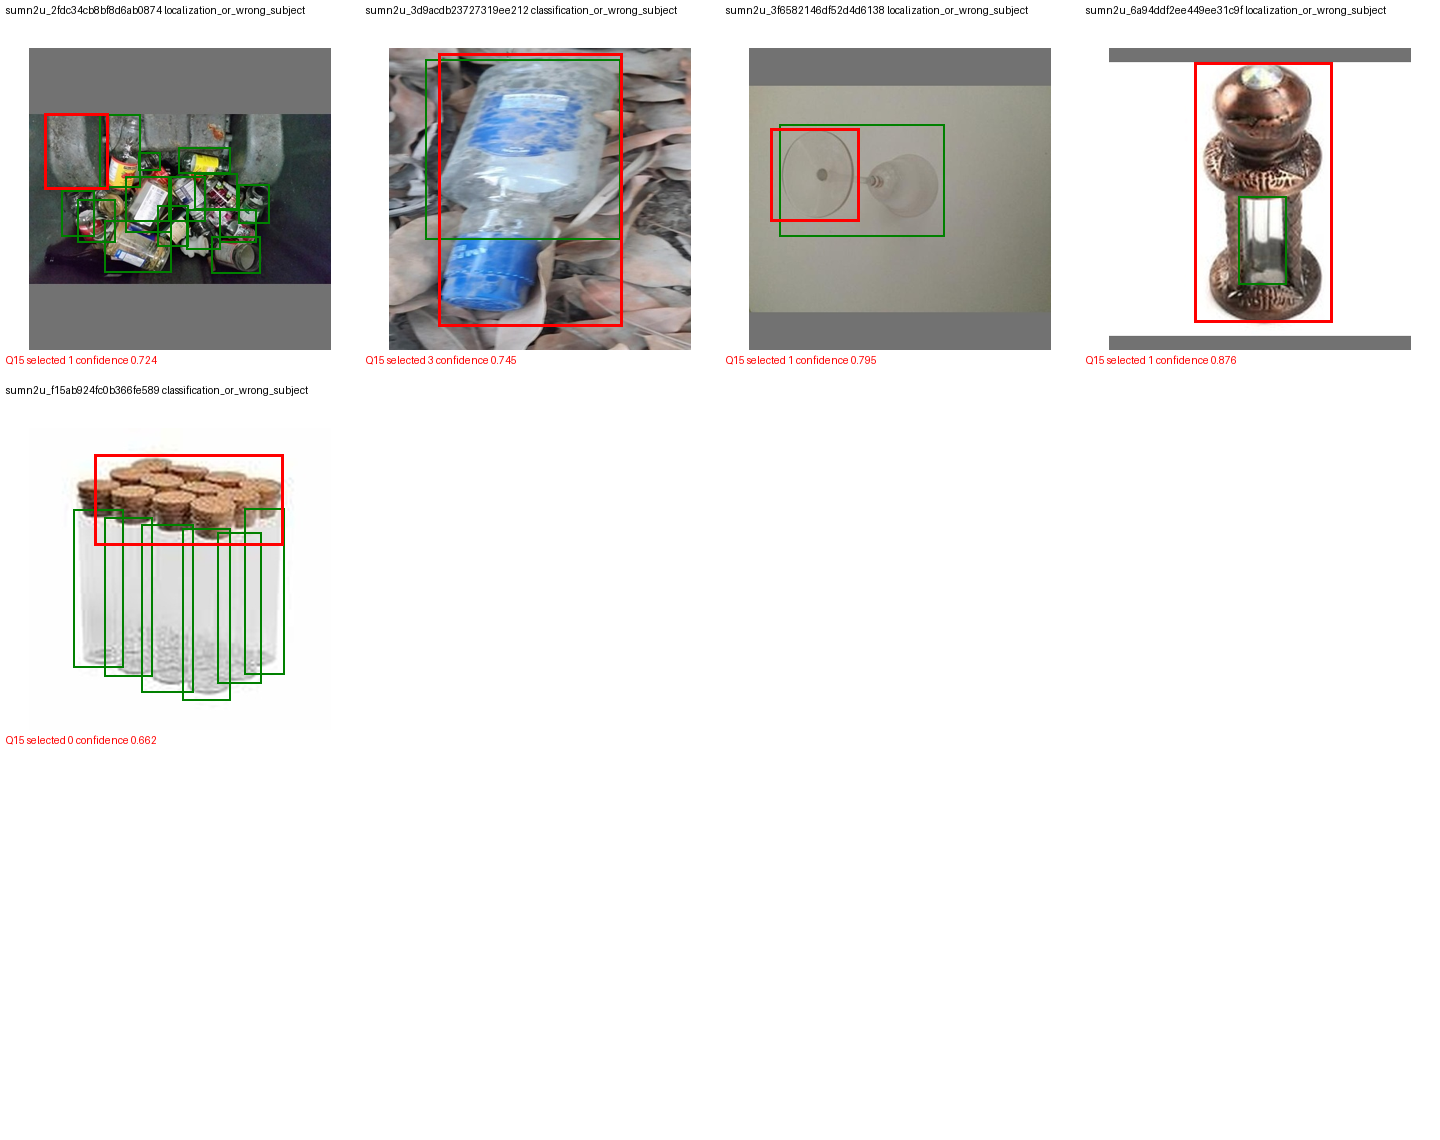 sumn2u_2fdc34cb8bf8d6ab0874 localization_or_wrong_subject
sumn2u_3d9acdb23727319ee212 classification_or_wrong_subject
sumn2u_3f6582146df52d4d6138 localization_or_wrong_subject
sumn2u_6a94ddf2ee449ee31c9f localization_or_wrong_subject
Q15 selected 1 confidence 0.724
Q15 selected 3 confidence 0.745
Q15 selected 1 confidence 0.795
Q15 selected 1 confidence 0.876
sumn2u_f15ab924fc0b366fe589 classification_or_wrong_subject
Q15 selected 0 confidence 0.662